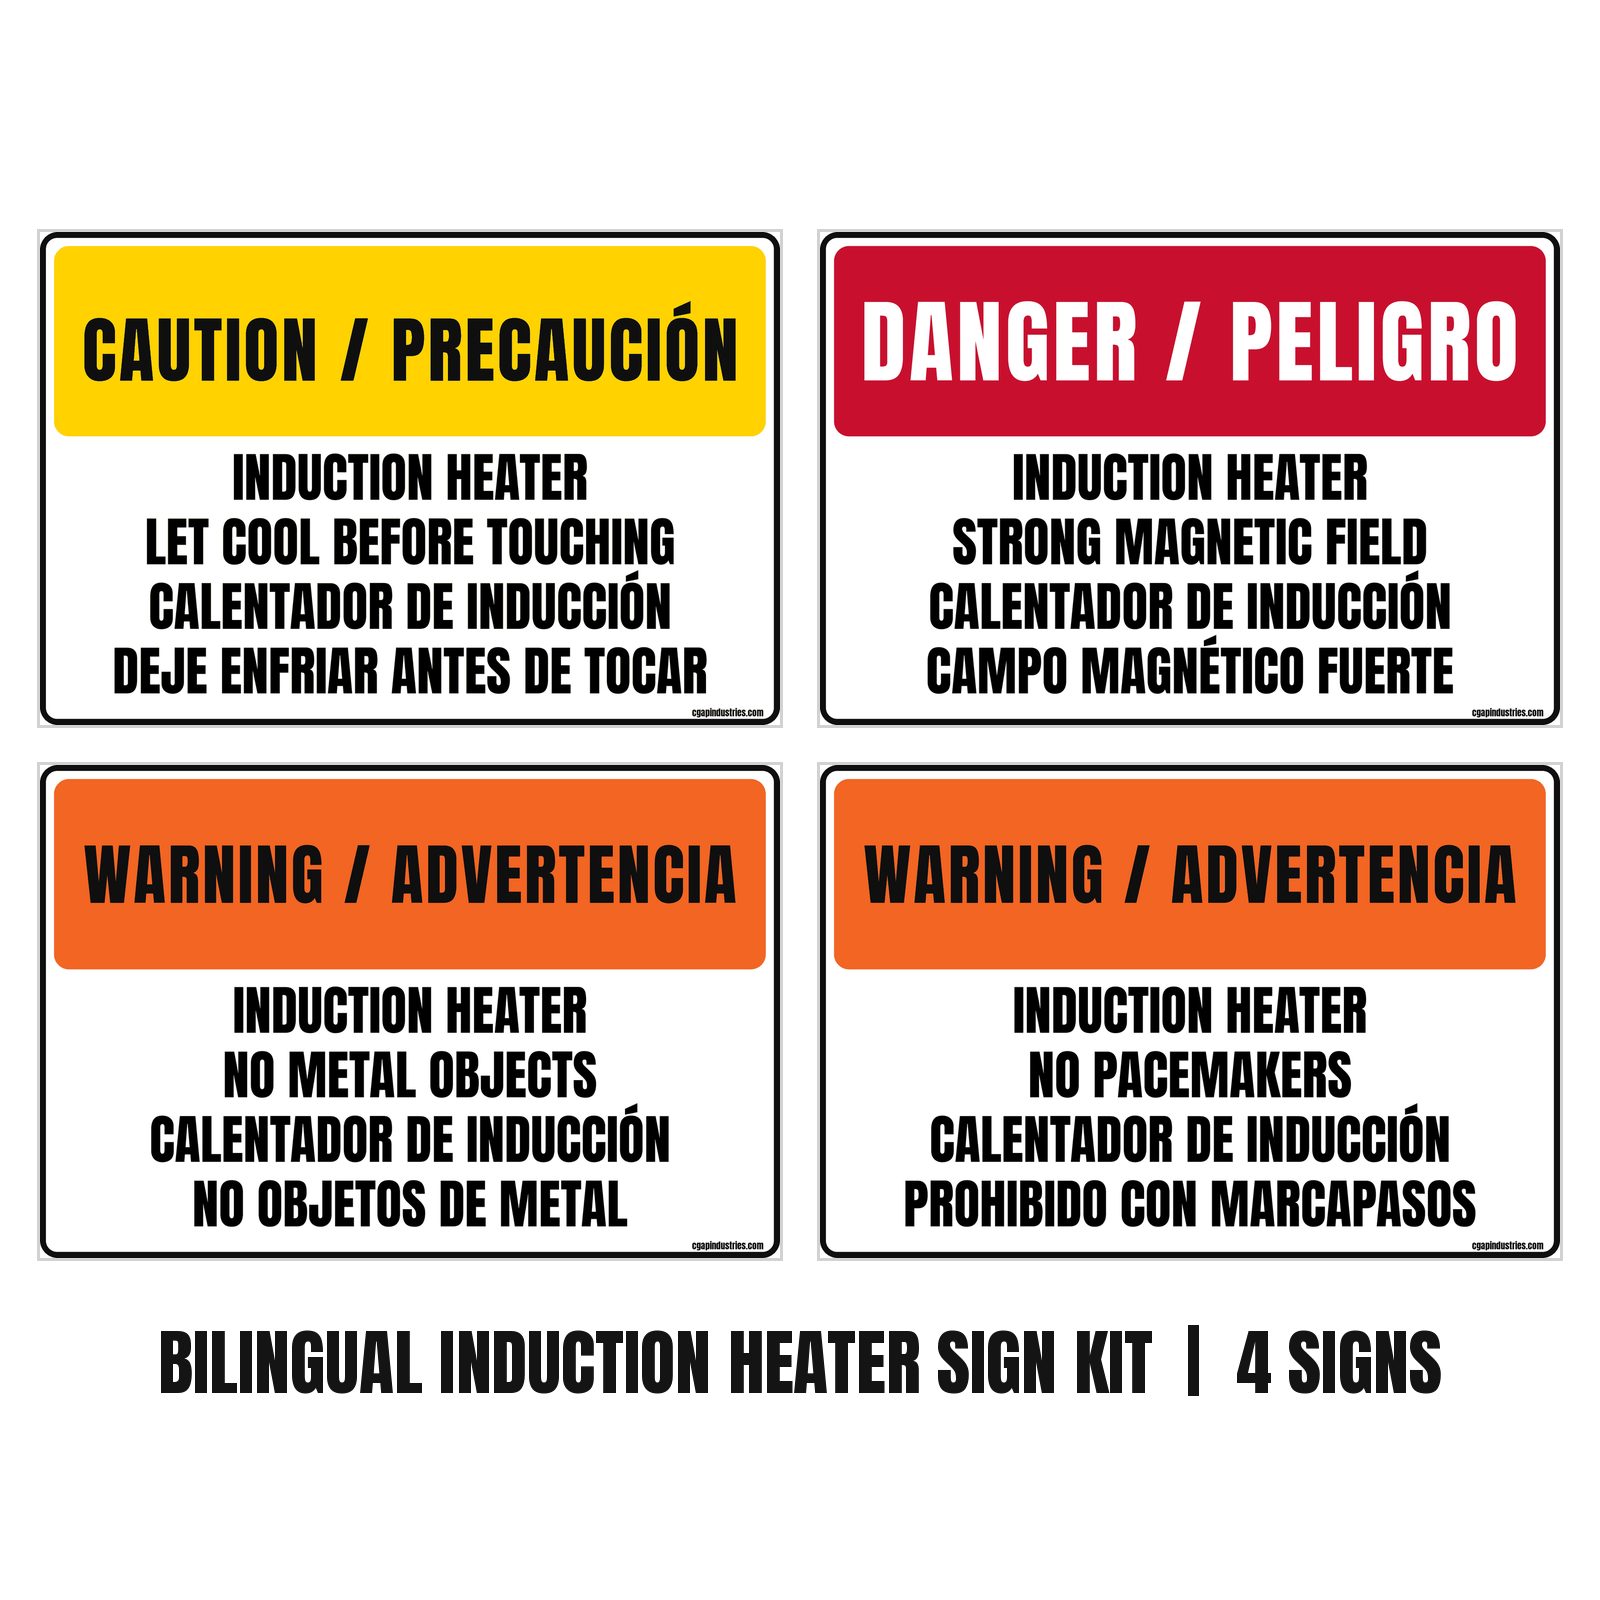 CAUTION / PRECAUCIÓN
INDUCTION HEATER
LET COOL BEFORE TOUCHING
CALENTADOR DE INDUCCIÓN
DEJE ENFRIAR ANTES DE TOCAR
cgapindustries.com
DANGER / PELIGRO
INDUCTION HEATER
STRONG MAGNETIC FIELD
CALENTADOR DE INDUCCIÓN
CAMPO MAGNÉTICO FUERTE
cgapindustries.com
WARNING / ADVERTENCIA
INDUCTION HEATER
NO METAL OBJECTS
CALENTADOR DE INDUCCIÓN
NO OBJETOS DE METAL
cgapindustries.com
WARNING / ADVERTENCIA
INDUCTION HEATER
NO PACEMAKERS
CALENTADOR DE INDUCCIÓN
PROHIBIDO CON MARCAPASOS
cgapindustries.com
BILINGUAL INDUCTION HEATER SIGN KIT | 4 SIGNS